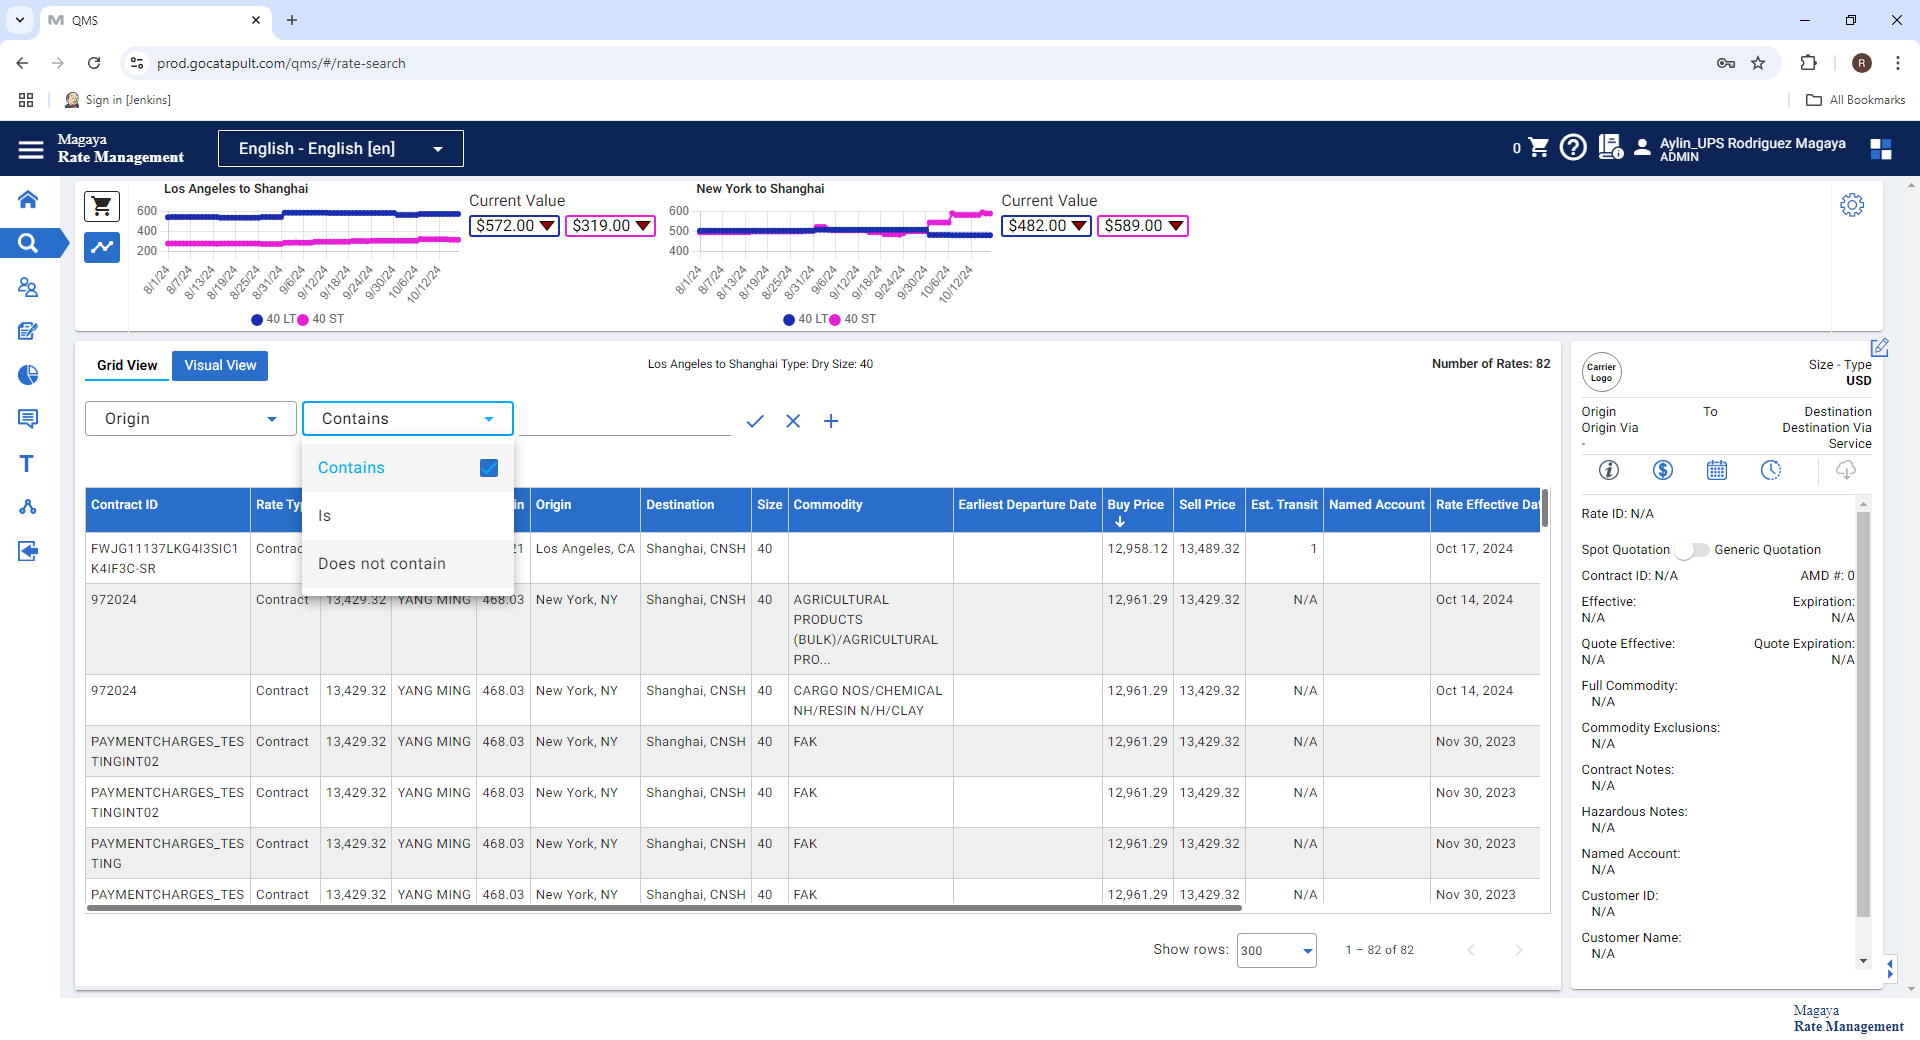 QMS
prod.gocatapult.com/qms/#/rate-search
R
Sign in [Jenkins]
All Bookmarks
Magaya
Rate Management
English - English [en]
0
Aylin_UPS Rodriguez Magaya
ADMIN
Los Angeles to Shanghai
600
400
200
8/1/24 8/7/24 8/13/24 8/19/24 8/25/24 8/31/24 9/6/24 9/12/24 9/18/24 9/24/24 9/30/24 10/6/24 10/12/24
40 LT 40 ST
Current Value
$572.00 $319.00
New York to Shanghai
600
500
400
8/1/24 8/7/24 8/13/24 8/19/24 8/25/24 8/31/24 9/6/24 9/12/24 9/18/24 9/24/24 9/30/24 10/6/24 10/12/24
40 LT 40 ST
Current Value
$482.00 $589.00
Grid View Visual View
Los Angeles to Shanghai Type: Dry Size: 40
Number of Rates: 82
Origin Contains
Contains
Is
Does not contain
Contract ID Rate Ty in Origin Destination Size Commodity Earliest Departure Date Buy Price Sell Price Est. Transit Named Account Rate Effective Dat
FWJG11137LKG4I3SIC1 Contrac 21 Los Angeles, CA Shanghai, CNSH 40 12,958.12 13,489.32 1 Oct 17, 2024
K4IF3C-SR
972024 Contract 13,429.32 YANG MING 468.03 New York, NY Shanghai, CNSH 40 AGRICULTURAL 12,961.29 13,429.32 N/A Oct 14, 2024
PRODUCTS
(BULK)/AGRICULTURAL
PRO...
972024 Contract 13,429.32 YANG MING 468.03 New York, NY Shanghai, CNSH 40 CARGO NOS/CHEMICAL 12,961.29 13,429.32 N/A Oct 14, 2024
NH/RESIN N/H/CLAY
PAYMENTCHARGES_TES Contract 13,429.32 YANG MING 468.03 New York, NY Shanghai, CNSH 40 FAK 12,961.29 13,429.32 N/A Nov 30, 2023
TINGINT02
PAYMENTCHARGES_TES Contract 13,429.32 YANG MING 468.03 New York, NY Shanghai, CNSH 40 FAK 12,961.29 13,429.32 N/A Nov 30, 2023
TINGINT02
PAYMENTCHARGES_TES Contract 13,429.32 YANG MING 468.03 New York, NY Shanghai, CNSH 40 FAK 12,961.29 13,429.32 N/A Nov 30, 2023
TING
PAYMENTCHARGES_TES Contract 13,429.32 YANG MING 468.03 New York, NY Shanghai, CNSH 40 FAK 12,961.29 13,429.32 N/A Nov 30, 2023
Show rows: 300 1 – 82 of 82
Carrier
Logo
Size - Type
USD
Origin To Destination
Origin Via Destination Via
- Service
Rate ID: N/A
Spot Quotation Generic Quotation
Contract ID: N/A AMD #: 0
Effective: Expiration:
N/A N/A
Quote Effective: Quote Expiration:
N/A N/A
Full Commodity:
N/A
Commodity Exclusions:
N/A
Contract Notes:
N/A
Hazardous Notes:
N/A
Named Account:
N/A
Customer ID:
N/A
Customer Name:
N/A
Magaya
Rate Management